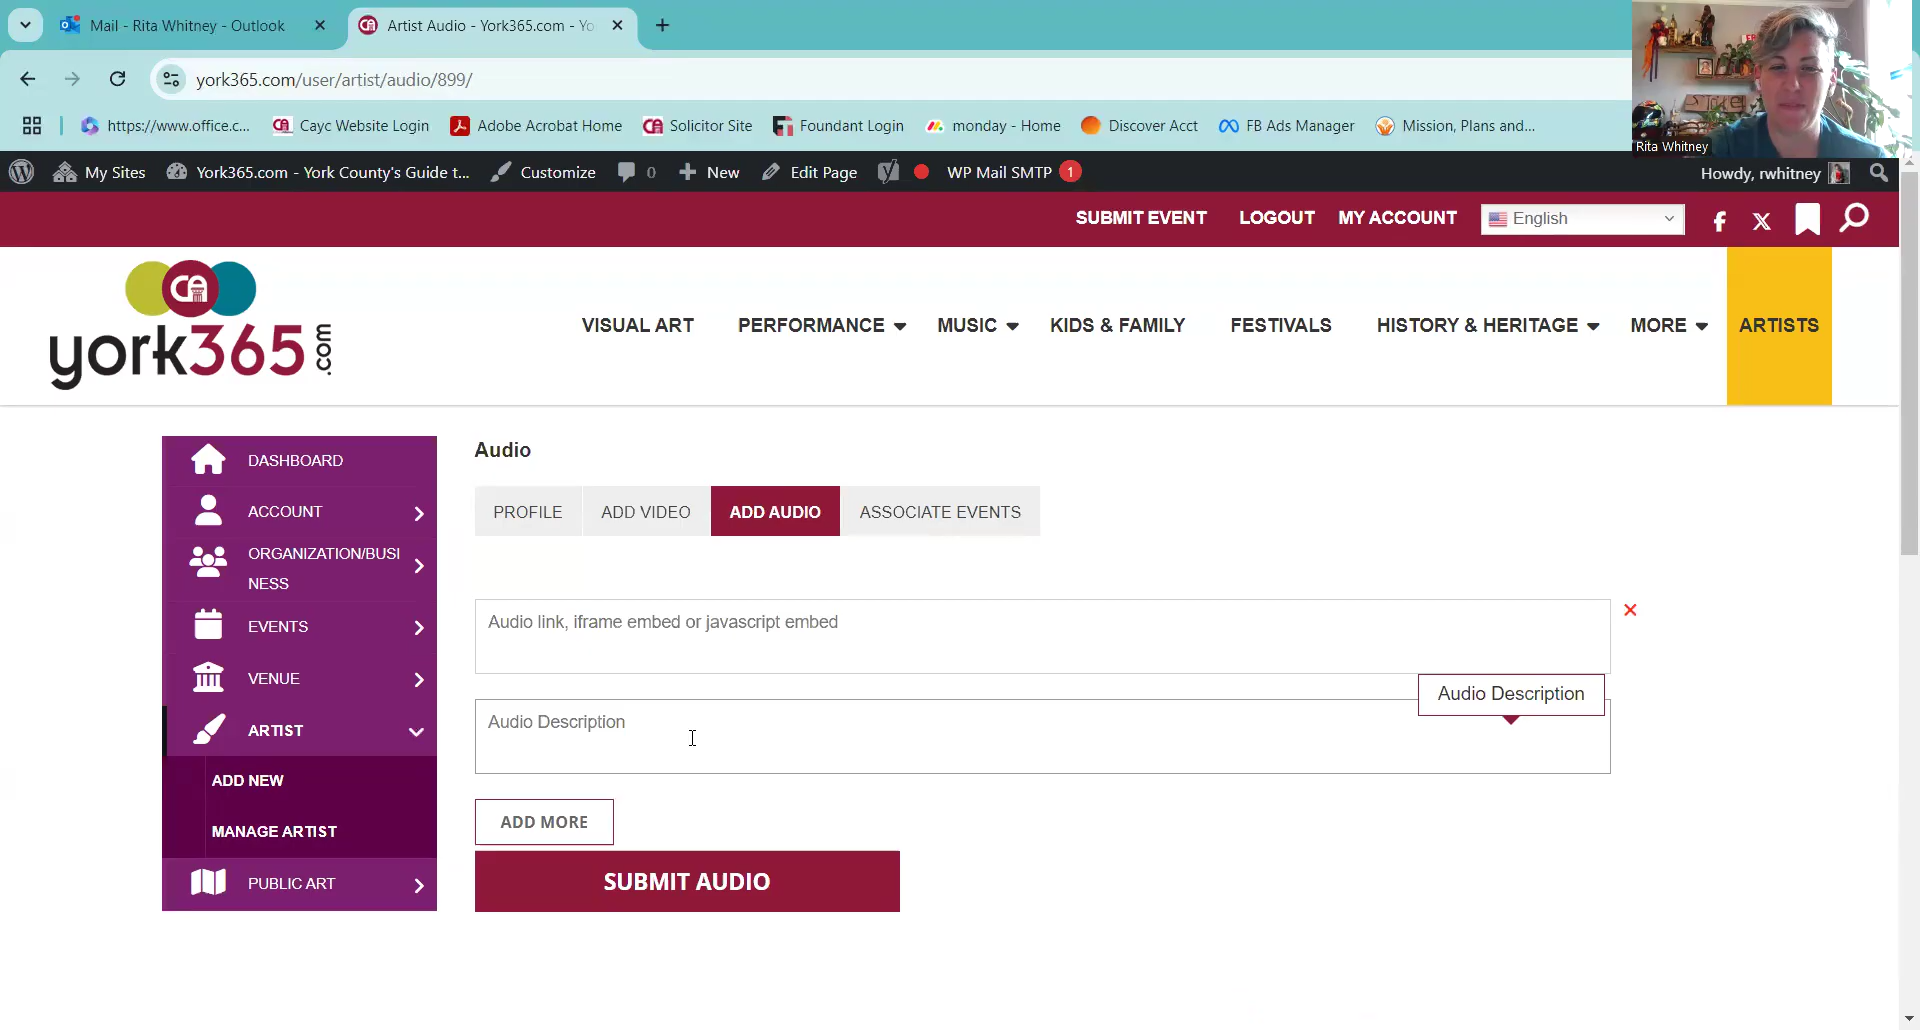 Mail - Rita Whitney - Outlook
Artist Audio - York365.com - Yo
york365.com/user/artist/audio/899/
https://www.office.c...
Cayc Website Login
Adobe Acrobat Home
Solicitor Site
Foundant Login
monday - Home
Discover Acct
FB Ads Manager
Mission, Plans and...
Rita Whitney
My Sites
York365.com - York County's Guide t...
Customize
0
New
Edit Page
WP Mail SMTP
1
Howdy, rwhitney
SUBMIT EVENT
LOGOUT
MY ACCOUNT
English
CA
york365.com
VISUAL ART
PERFORMANCE
MUSIC
KIDS & FAMILY
FESTIVALS
HISTORY & HERITAGE
MORE
ARTISTS
DASHBOARD
ACCOUNT
ORGANIZATION/BUSI
NESS
EVENTS
VENUE
ARTIST
ADD NEW
MANAGE ARTIST
PUBLIC ART
Audio
PROFILE
ADD VIDEO
ADD AUDIO
ASSOCIATE EVENTS
Audio link, iframe embed or javascript embed
Audio Description
Audio Description
ADD MORE
SUBMIT AUDIO